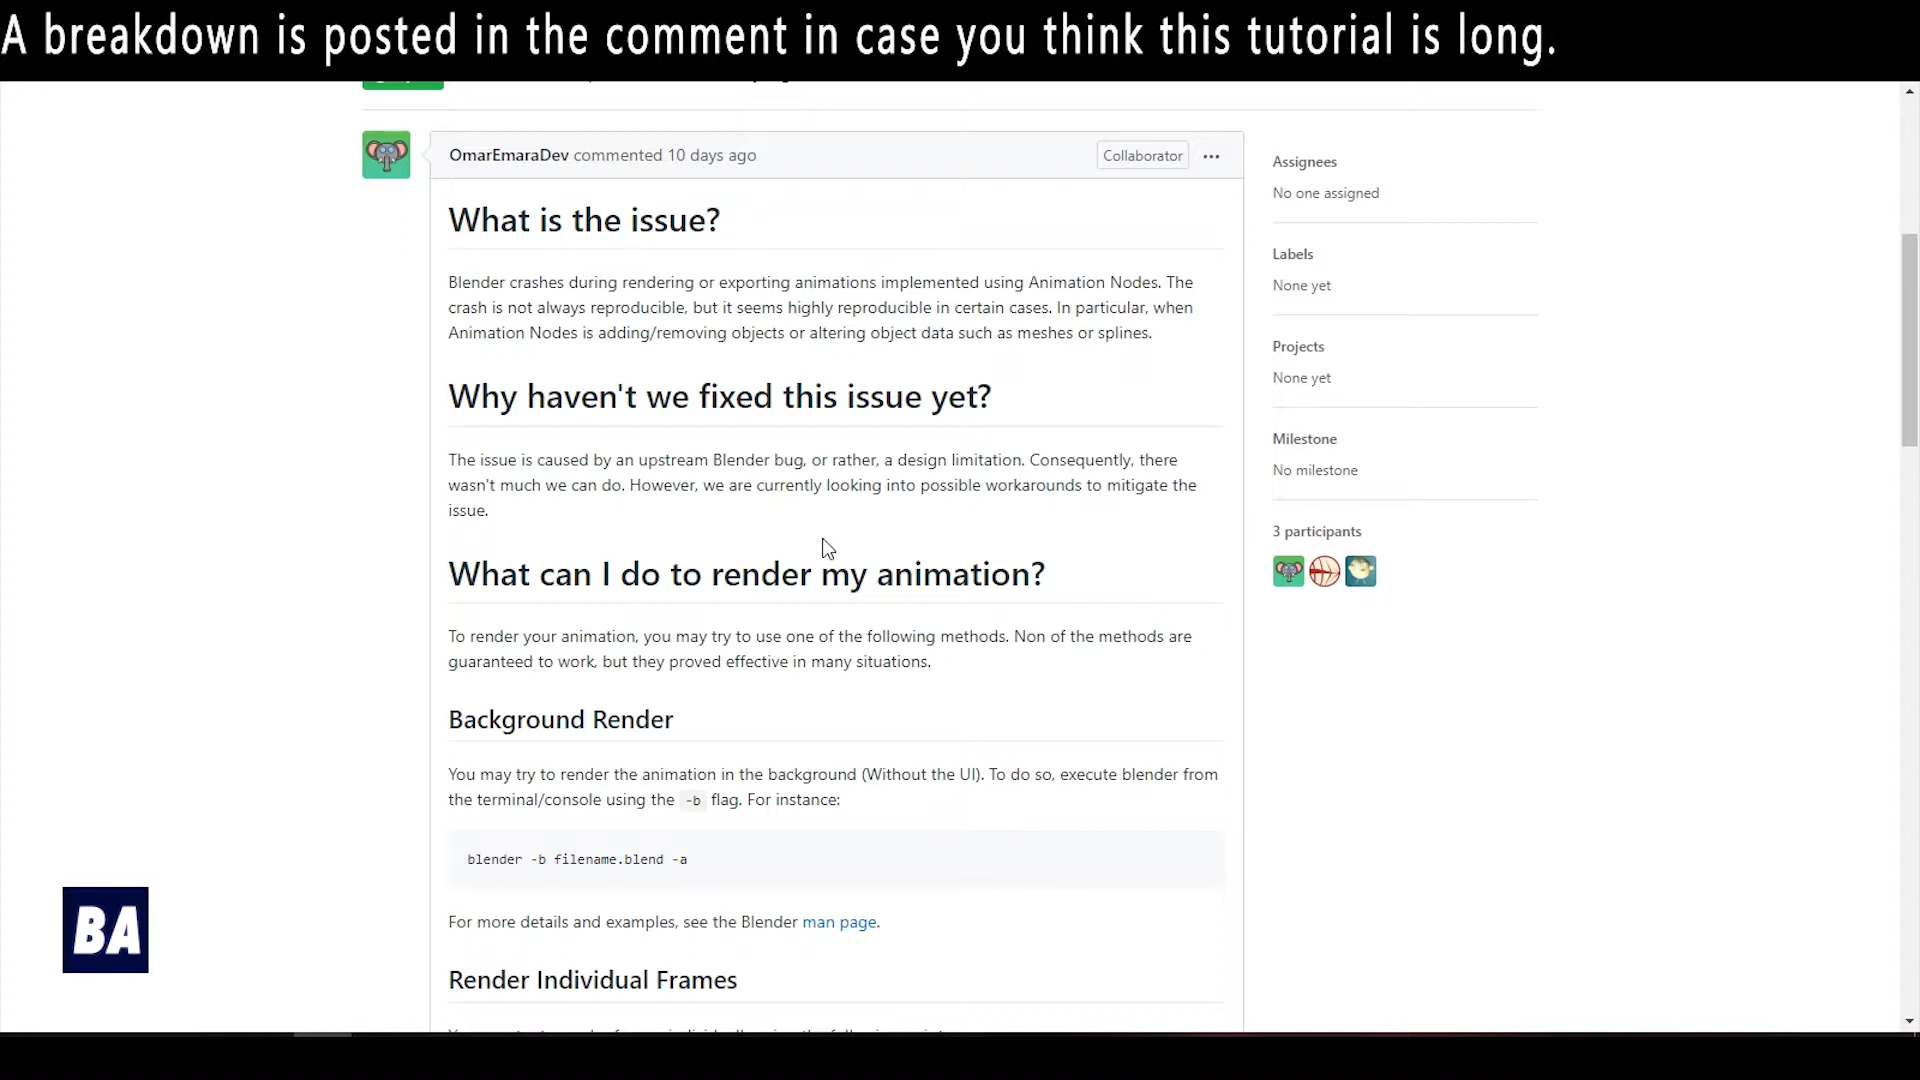 A breakdown is posted in the comment in case you think this tutorial is long.
OmarEmaraDev commented 10 days ago
Collaborator
What is the issue?
Blender crashes during rendering or exporting animations implemented using Animation Nodes. The
crash is not always reproducible, but it seems highly reproducible in certain cases. In particular, when
Animation Nodes is adding/removing objects or altering object data such as meshes or splines.
Why haven't we fixed this issue yet?
The issue is caused by an upstream Blender bug, or rather, a design limitation. Consequently, there
wasn't much we can do. However, we are currently looking into possible workarounds to mitigate the
issue.
What can I do to render my animation?
To render your animation, you may try to use one of the following methods. Non of the methods are
guaranteed to work, but they proved effective in many situations.
Background Render
You may try to render the animation in the background (Without the UI). To do so, execute blender from
the terminal/console using the -b flag. For instance:
blender -b filename.blend -a
For more details and examples, see the Blender man page.
Render Individual Frames
Assignees
No one assigned
Labels
None yet
Projects
None yet
Milestone
No milestone
3 participants
BA